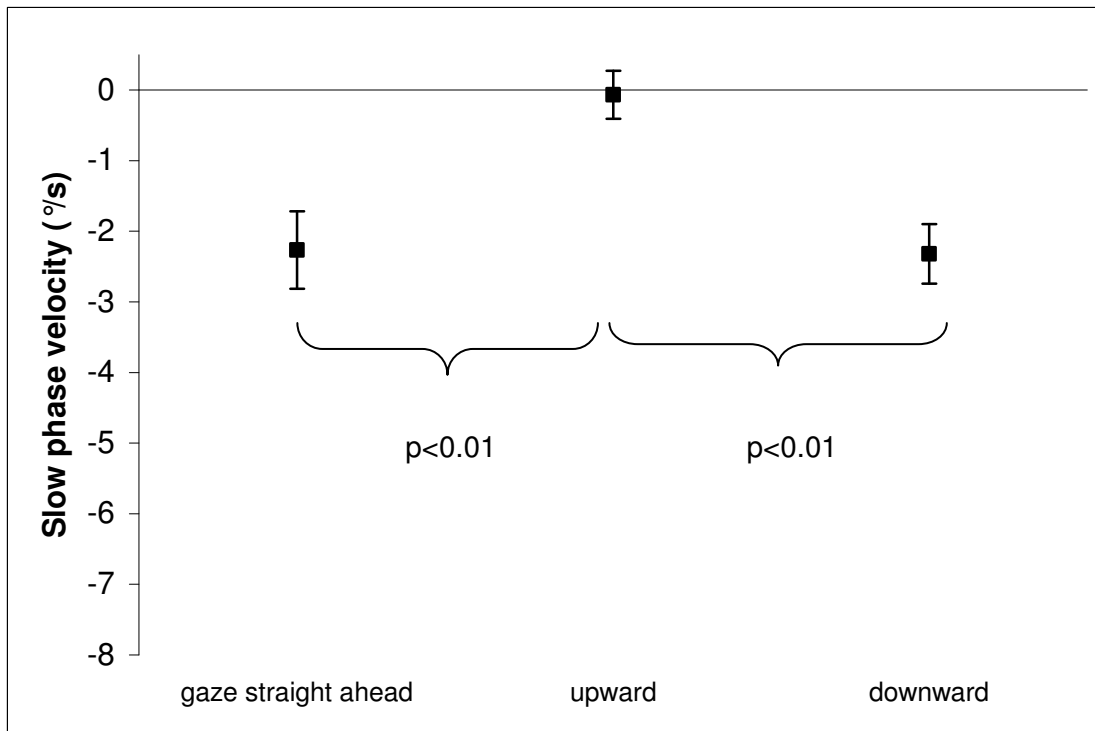 Slow phase velocity (°/s)
0
-1
-2
-3
-4
-5
-6
-7
-8
p<0.01
p<0.01
gaze straight ahead
upward
downward